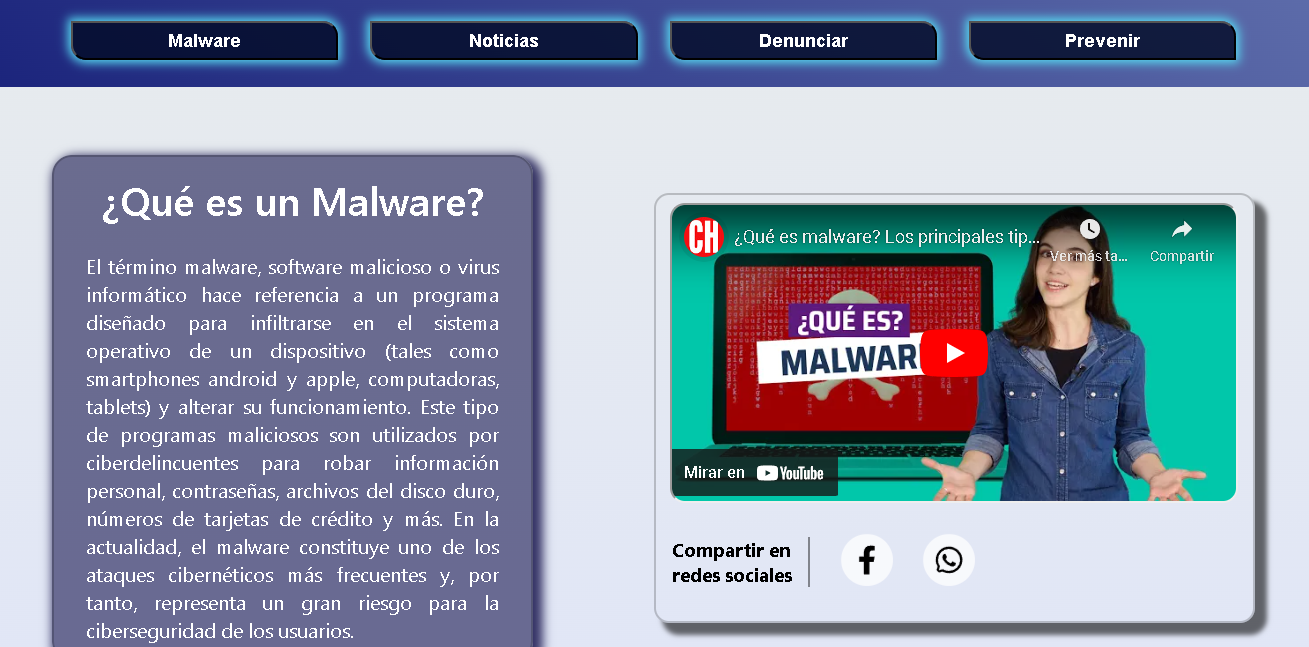 Malware
Noticias
Denunciar
Prevenir
¿Qué es un Malware?
El término malware, software malicioso o virus
informático hace referencia a un programa
diseñado para infiltrarse en el sistema
operativo de un dispositivo (tales como
smartphones android y apple, computadoras,
tablets) y alterar su funcionamiento. Este tipo
de programas maliciosos son utilizados por
ciberdelincuentes para robar información
personal, contraseñas, archivos del disco duro,
números de tarjetas de crédito y más. En la
actualidad, el malware constituye uno de los
ataques cibernéticos más frecuentes y, por
tanto, representa un gran riesgo para la
ciberseguridad de los usuarios.
CH
¿Qué es malware? Los principales tip...
Ver más ta...
Compartir
¿QUÉ ES?
MALWAR
Mirar en YouTube
Compartir en
redes sociales